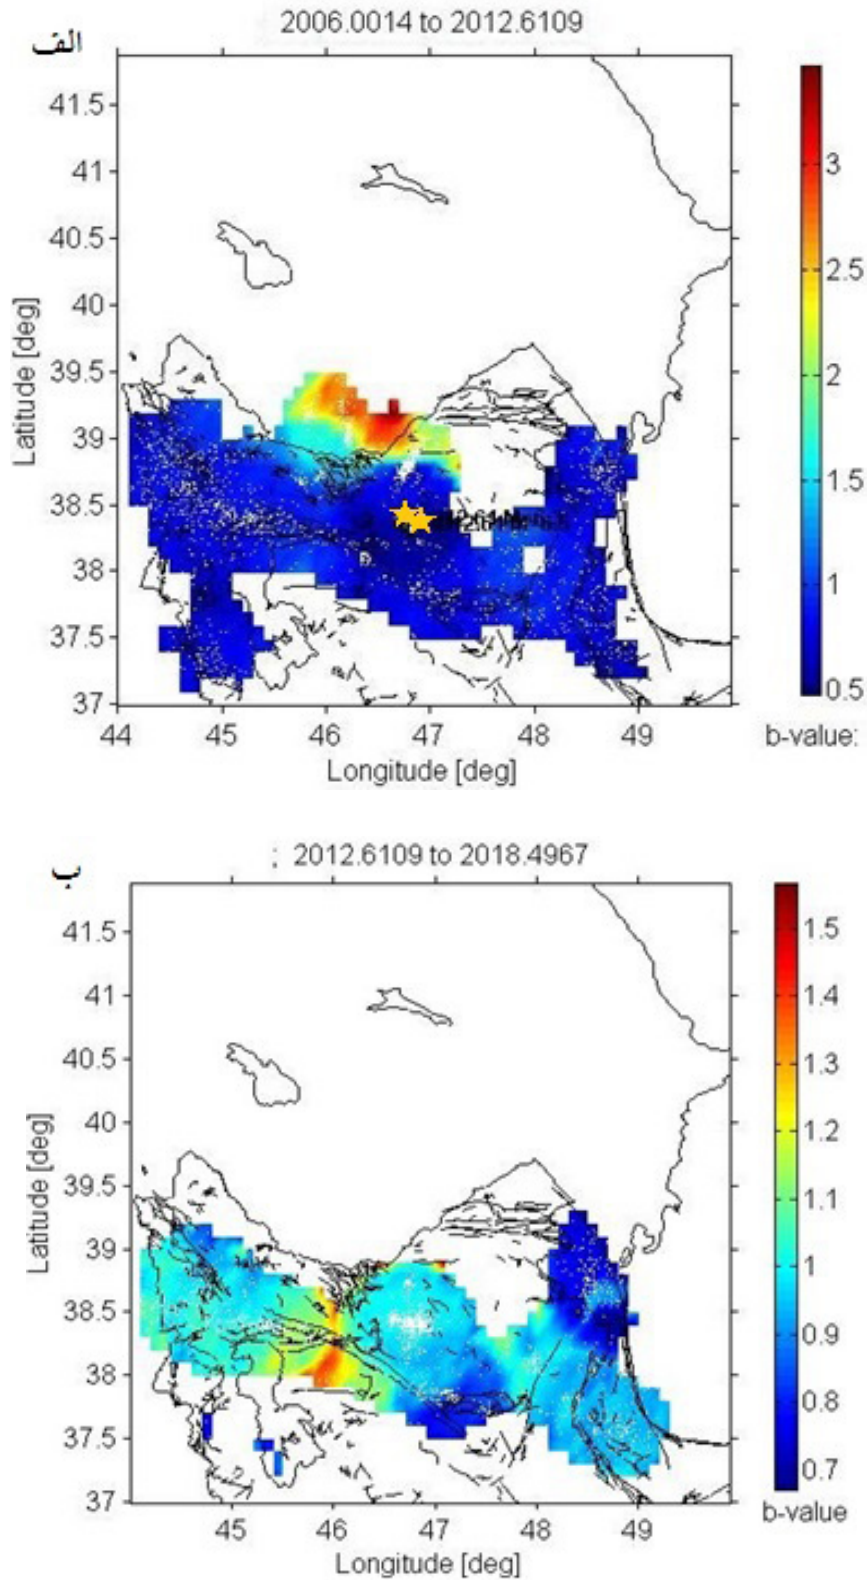 الف
2006.0014 to 2012.6109
41.5
41
40.5
40
39.5
39
38.5
38
37.5
37
Latitude [deg]
44 45 46 47 48 49
Longitude [deg]
3
2.5
2
1.5
1
0.5
b-value:
ب
; 2012.6109 to 2018.4967
41.5
41
40.5
40
39.5
39
38.5
38
37.5
37
Latitude [deg]
45 46 47 48 49
Longitude [deg]
1.5
1.4
1.3
1.2
1.1
1
0.9
0.8
0.7
b-value